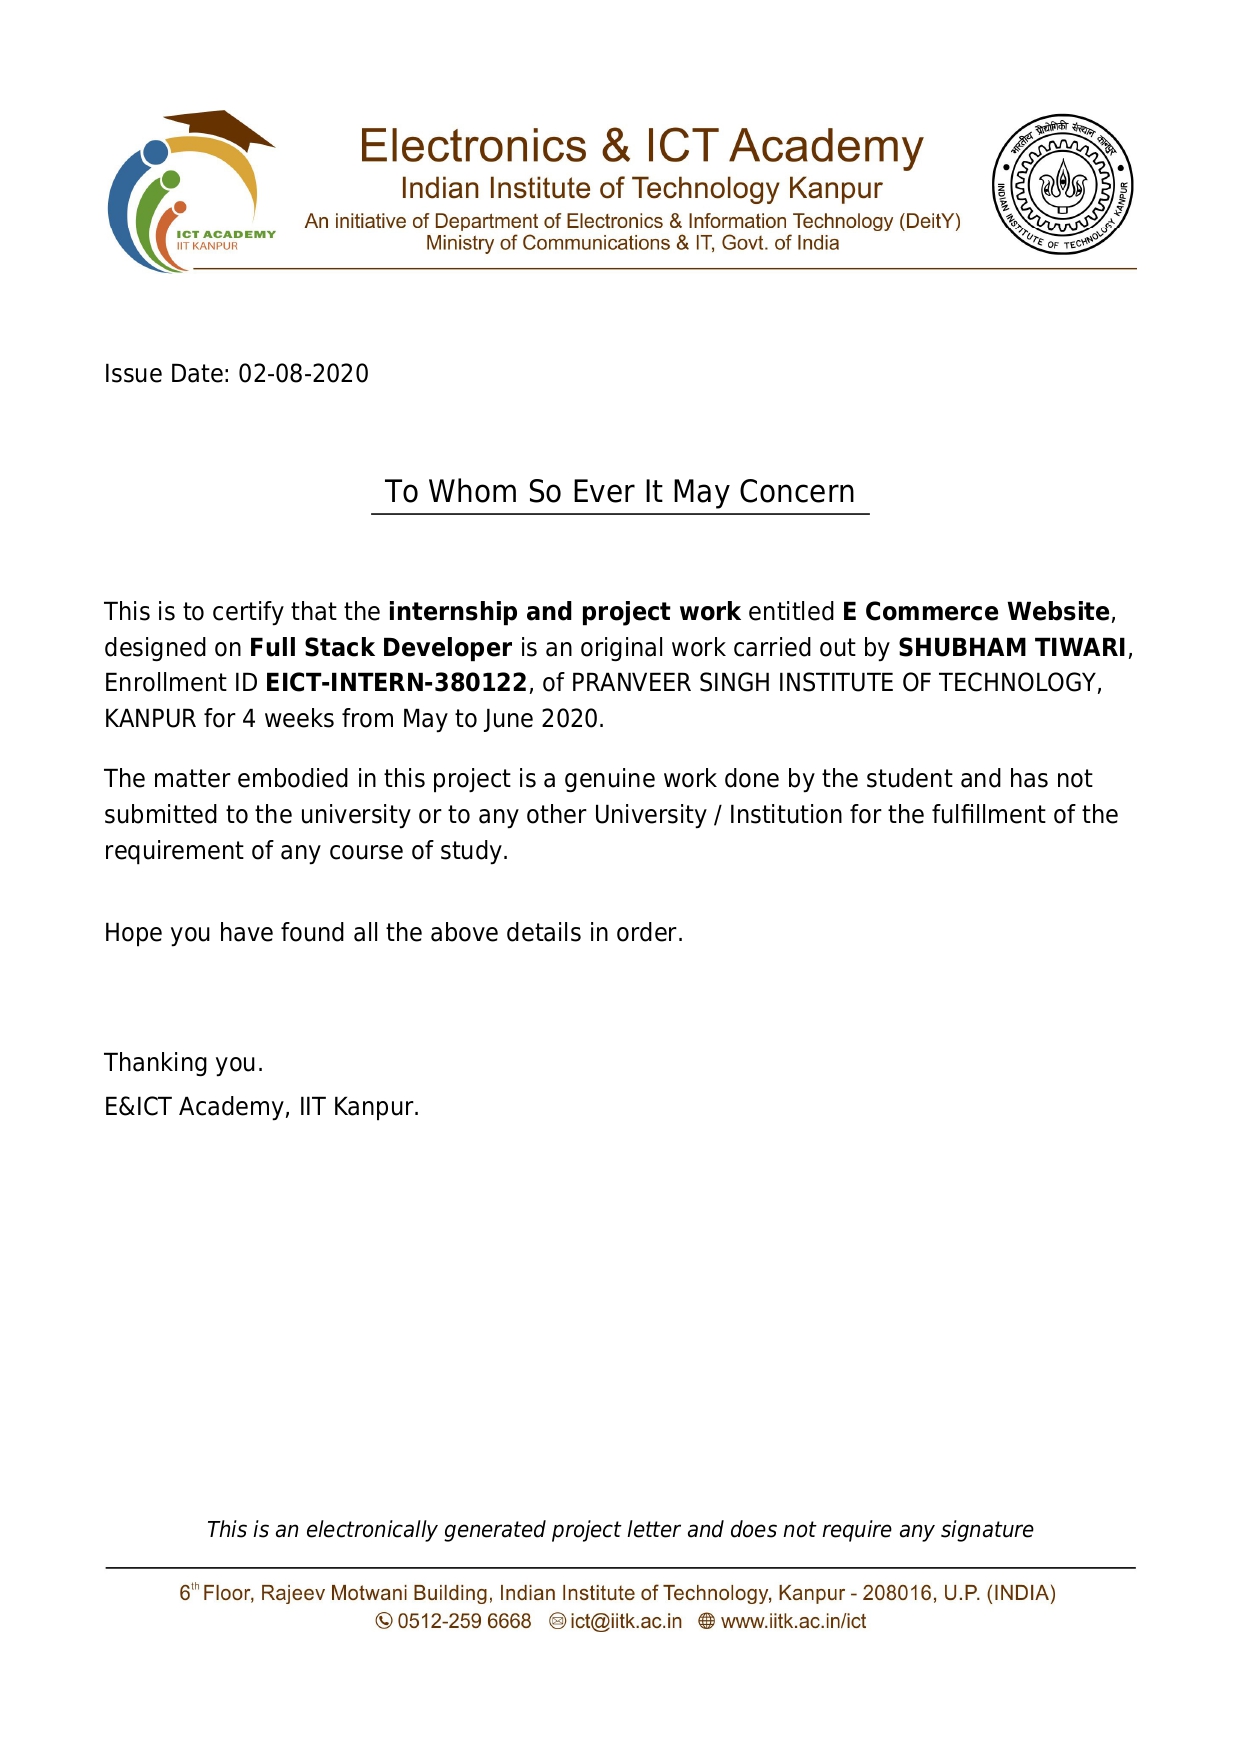 Electronics & ICT Academy
Indian Institute of Technology Kanpur
An initiative of Department of Electronics & Information Technology (DeitY)
Ministry of Communications & IT, Govt. of India
ICT ACADEMY
IIT KANPUR
भारतीय प्रौद्योगिकी संस्थान कानपुर
INDIAN INSTITUTE OF TECHNOLOGY KANPUR
Issue Date: 02-08-2020
To Whom So Ever It May Concern
This is to certify that the internship and project work entitled E Commerce Website,
designed on Full Stack Developer is an original work carried out by SHUBHAM TIWARI,
Enrollment ID EICT-INTERN-380122, of PRANVEER SINGH INSTITUTE OF TECHNOLOGY,
KANPUR for 4 weeks from May to June 2020.
The matter embodied in this project is a genuine work done by the student and has not
submitted to the university or to any other University / Institution for the fulfillment of the
requirement of any course of study.
Hope you have found all the above details in order.
Thanking you.
E&ICT Academy, IIT Kanpur.
This is an electronically generated project letter and does not require any signature
6th Floor, Rajeev Motwani Building, Indian Institute of Technology, Kanpur - 208016, U.P. (INDIA)
0512-259 6668 ict@iitk.ac.in www.iitk.ac.in/ict